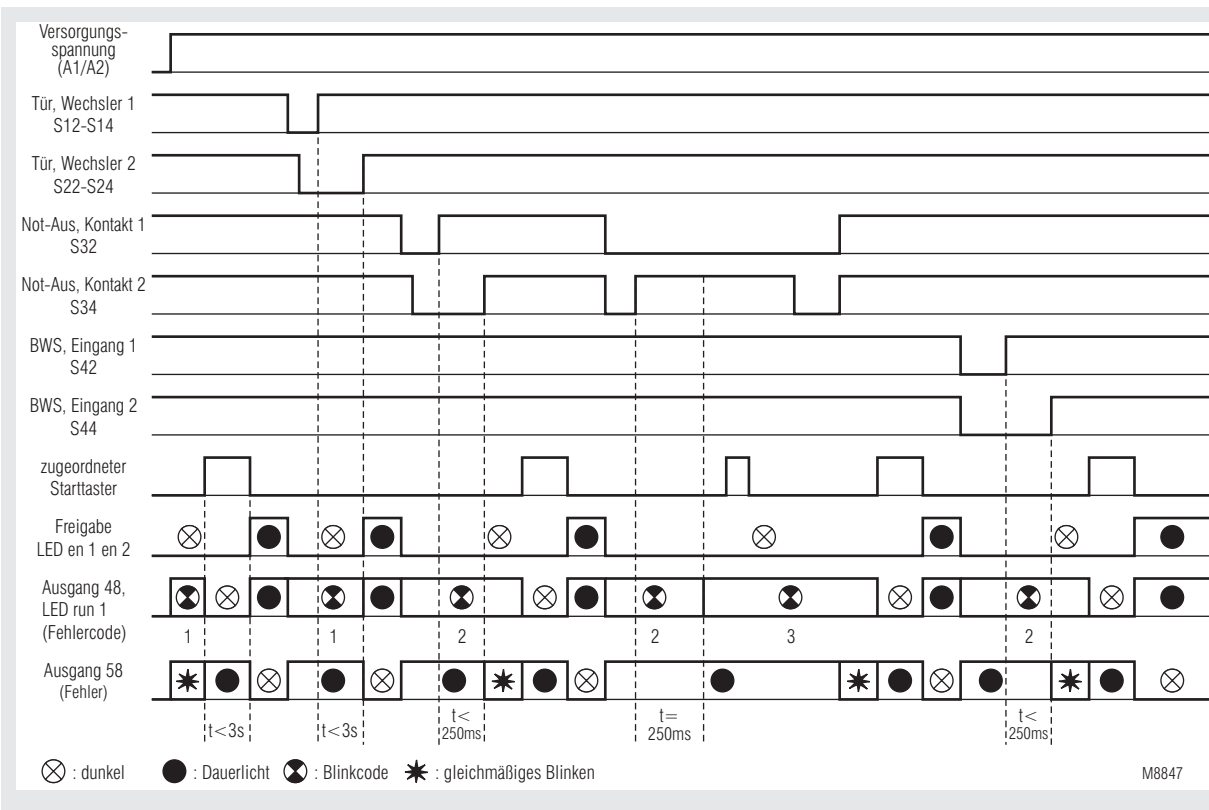 Versorgungs-
spannung
(A1/A2)
Tür, Wechsler 1
S12-S14
Tür, Wechsler 2
S22-S24
Not-Aus, Kontakt 1
S32
Not-Aus, Kontakt 2
S34
BWS, Eingang 1
S42
BWS, Eingang 2
S44
zugeordneter
Starttaster
Freigabe
LED en 1 en 2
Ausgang 48,
LED run 1
(Fehlercode)
1 1 2 2 3 2
Ausgang 58
(Fehler)
t<3s t<3s t< 250ms t= 250ms t< 250ms
: dunkel : Dauerlicht : Blinkcode : gleichmäßiges Blinken
M8847